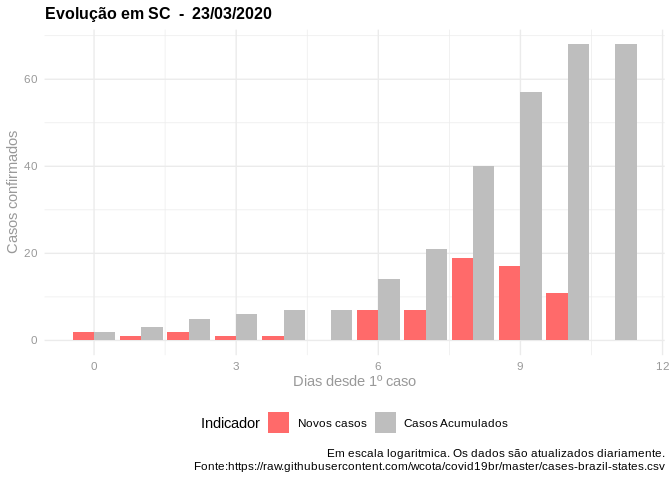 Evolução em SC  -  23/03/2020
Casos confirmados
60
40
20
0
0 3 6 9 12
Dias desde 1º caso
Indicador Novos casos Casos Acumulados
Em escala logaritmica. Os dados são atualizados diariamente.
Fonte:https://raw.githubusercontent.com/wcota/covid19br/master/cases-brazil-states.csv